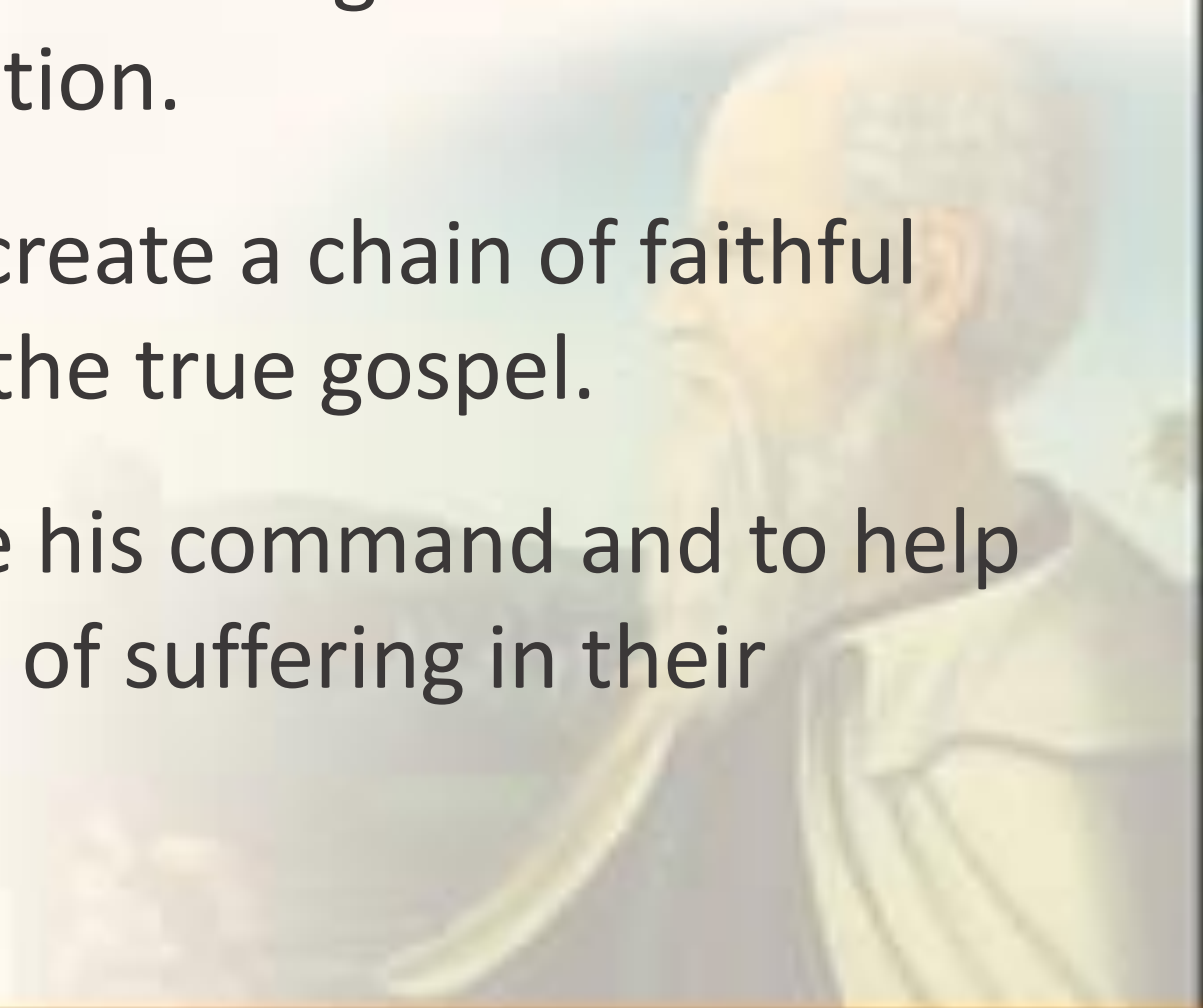 tion.
create a chain of faithful
the true gospel.
his command and to help
of suffering in their